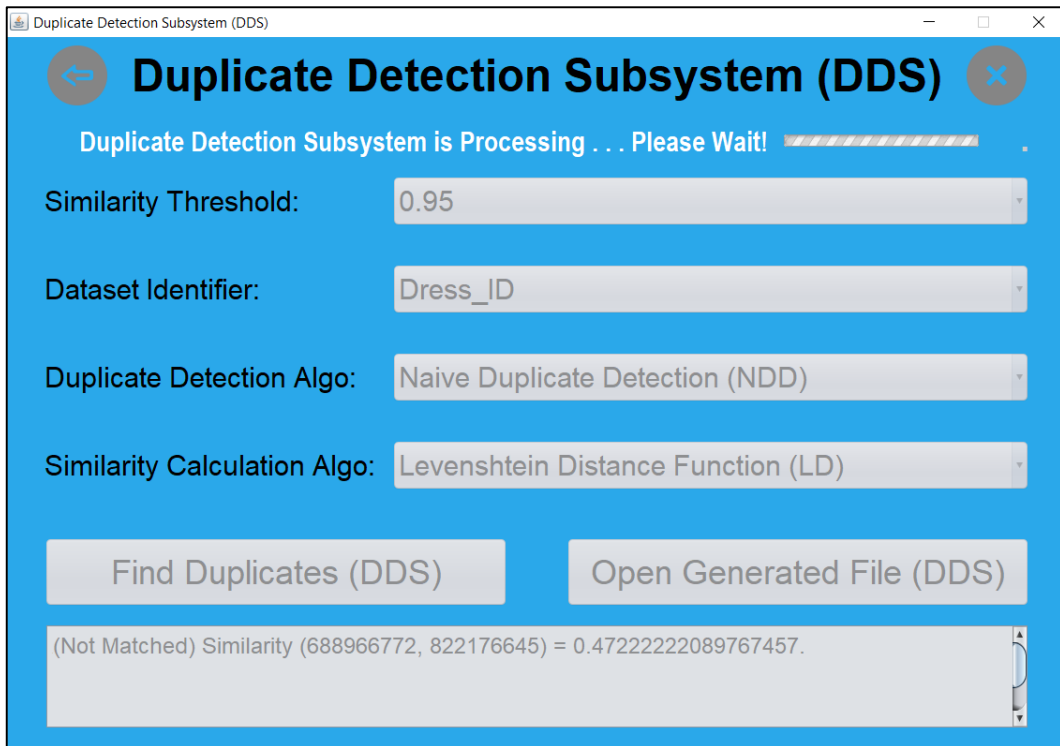 Duplicate Detection Subsystem (DDS)
Duplicate Detection Subsystem (DDS)
Duplicate Detection Subsystem is Processing . . . Please Wait!
Similarity Threshold: 0.95
Dataset Identifier: Dress_ID
Duplicate Detection Algo: Naive Duplicate Detection (NDD)
Similarity Calculation Algo: Levenshtein Distance Function (LD)
Find Duplicates (DDS) Open Generated File (DDS)
(Not Matched) Similarity (688966772, 822176645) = 0.47222222089767457.